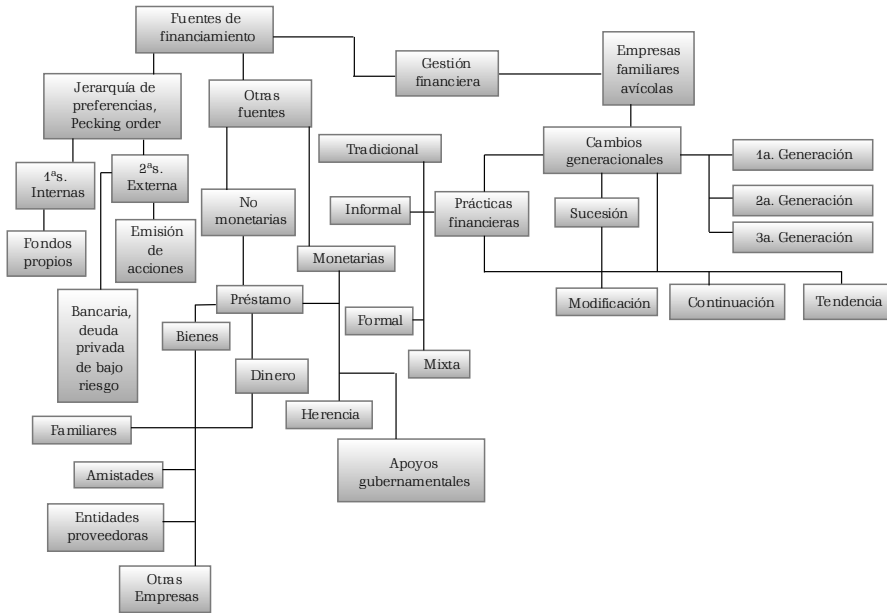 Fuentes de
financiamiento
Gestión
financiera
Empresas
familiares
avícolas
Jerarquía de
preferencias,
Pecking order
Otras
fuentes
Cambios
generacionales
Tradicional
1a. Generación
2a. Generación
3a. Generación
1ªs.
Internas
2ªs.
Externa
No
monetarias
Informal
Prácticas
financieras
Sucesión
Fondos
propios
Emisión
de
acciones
Monetarias
Préstamo
Modificación
Continuación
Tendencia
Bancaria,
deuda
privada
de bajo
riesgo
Bienes
Formal
Dinero
Mixta
Herencia
Familiares
Apoyos
gubernamentales
Amistades
Entidades
proveedoras
Otras
Empresas